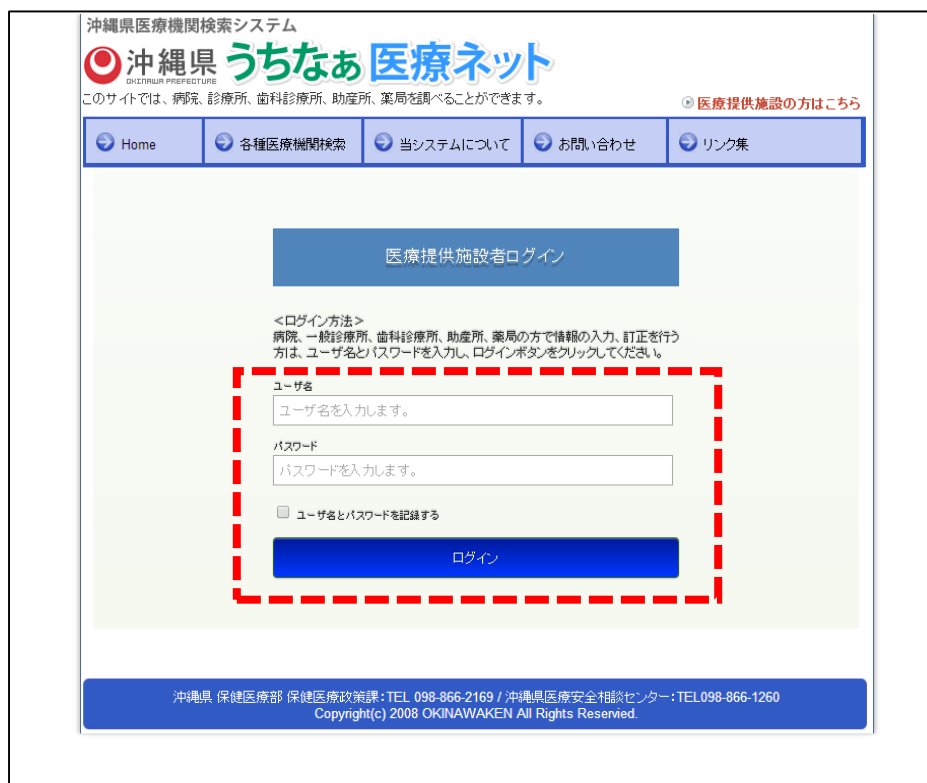 沖縄県医療機関検索システム
沖縄県 うちなぁ医療ネット
OKINAWA PREFECTURE
このサイトでは、病院、診療所、歯科診療所、助産所、薬局を調べることができます。
医療提供施設の方はこちら
Home 各種医療機関検索 当システムについて お問い合わせ リンク集
医療提供施設者ログイン
<ログイン方法>
病院、一般診療所、歯科診療所、助産所、薬局の方で情報の入力、訂正を行う
方は、ユーザ名とパスワードを入力し、ログインボタンをクリックしてください。
ユーザ名
ユーザ名を入力します。
パスワード
パスワードを入力します。
ユーザ名とパスワードを記録する
ログイン
沖縄県 保健医療部 保健医療政策課：TEL 098-866-2169 / 沖縄県医療安全相談センター：TEL098-866-1260
Copyright(c) 2008 OKINAWAKEN All Rights Reservied.